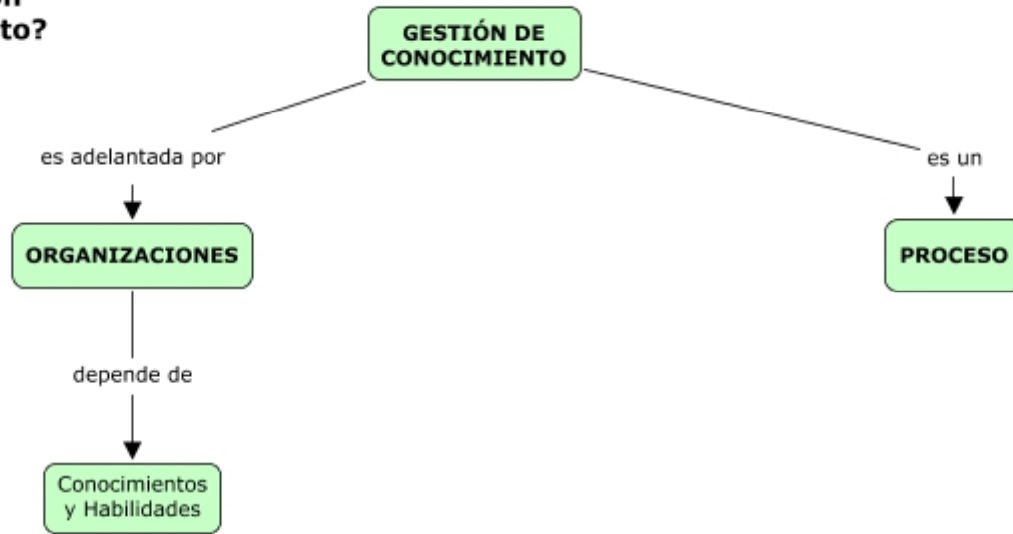 to?
GESTIÓN DE
CONOCIMIENTO
es adelantada por
es un
ORGANIZACIONES
PROCESO
depende de
Conocimientos
y Habilidades